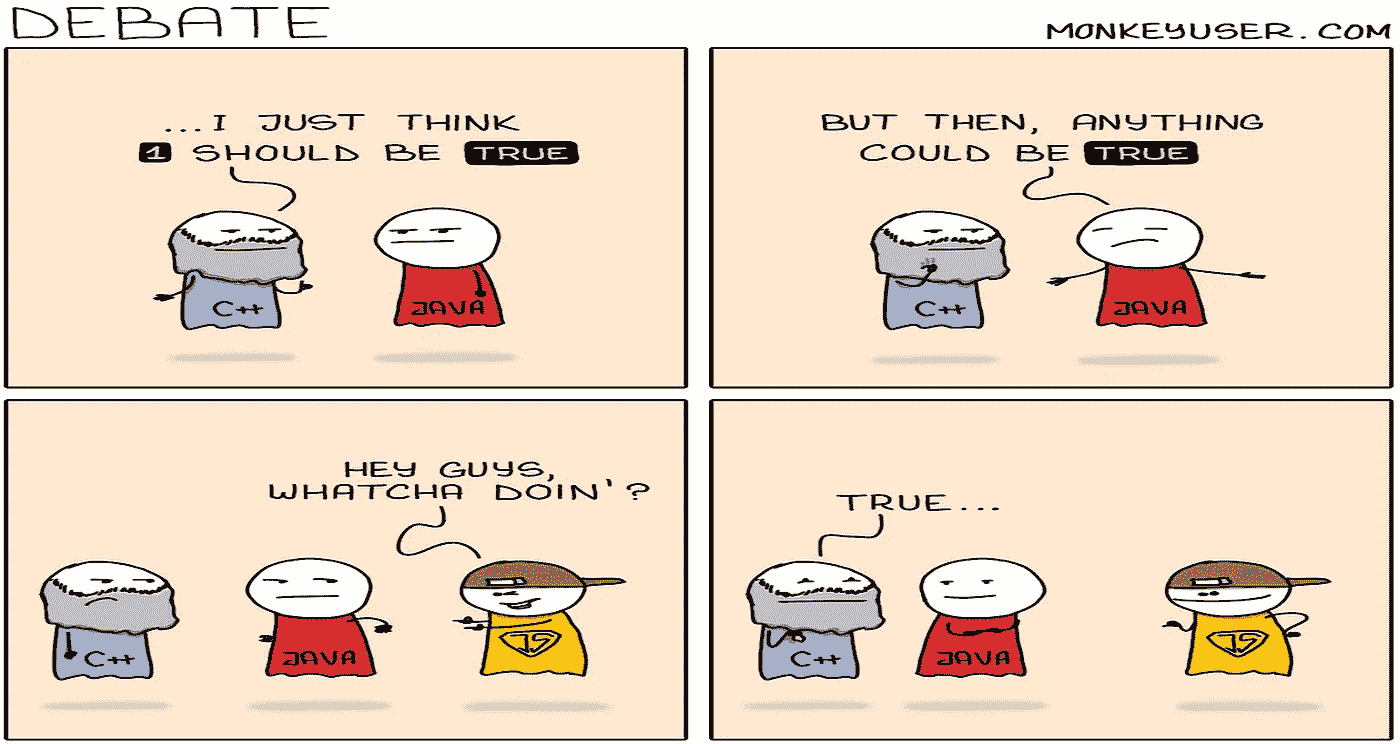 DEBATE
MONKEYUSER.COM
...I JUST THINK
1 SHOULD BE TRUE
C++
JAVA
BUT THEN, ANYTHING
COULD BE TRUE
C++
JAVA
HEY GUYS,
WHATCHA DOIN'?
C++
JAVA
JS
TRUE...
C++
JAVA
JS